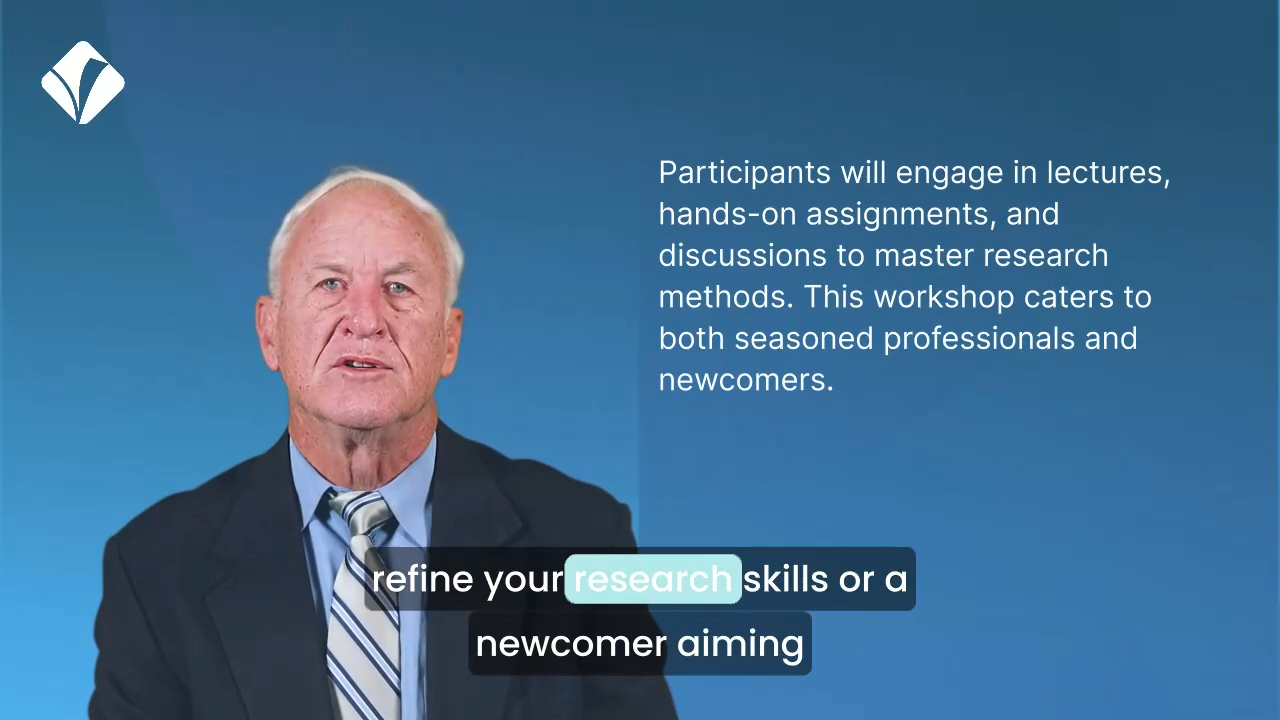 Participants will engage in lectures,
hands-on assignments, and
discussions to master research
methods. This workshop caters to
both seasoned professionals and
newcomers.
refine your research skills or a
newcomer aiming